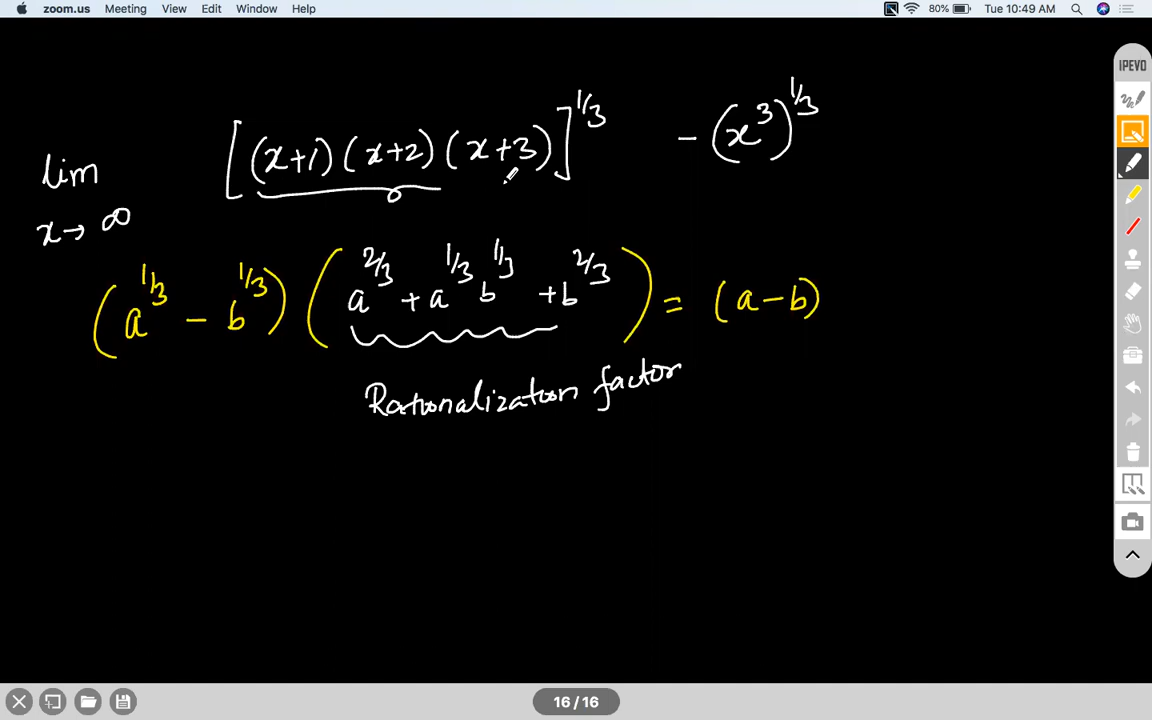 zoom.us Meeting View Edit Window Help 80% Tue 10:49 AM
IPEVO
lim x→∞ [(x+1)(x+2)(x+3)]^1/3 - (x^3)^1/3
(a^1/3 - b^1/3)(a^2/3 + a^1/3 b^1/3 + b^2/3) = (a-b)
Rationalization factor
16/16